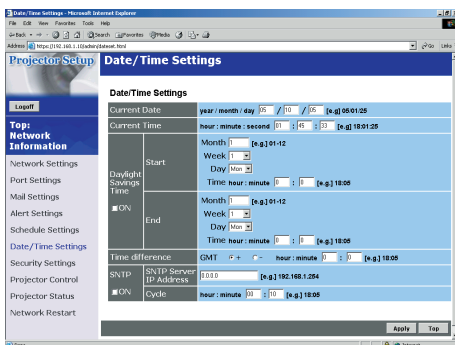 Date/Time Settings - Microsoft Internet Explorer
File Edit View Favorites Tools Help
Back Search Favorites Media
Address https://192.168.1.10/admin/dateset.html Go Links
Projector Setup
Date/Time Settings
Logoff
Top:
Network
Information
Network Settings
Port Settings
Mail Settings
Alert Settings
Schedule Settings
Date/Time Settings
Security Settings
Projector Control
Projector Status
Network Restart
Date/Time Settings
Current Date year / month / day 05 / 10 / 05 [e.g] 05/01/25
Current Time hour : minute : second 01 : 45 : 33 [e.g] 18:01:25
Daylight Savings Time
ON
Start
Month 1 [e.g.] 01-12
Week 1
Day Mon
Time hour : minute 0 : 0 [e.g.] 18:05
End
Month 1 [e.g.] 01-12
Week 1
Day Mon
Time hour : minute 0 : 0 [e.g.] 18:05
Time difference GMT + - hour : minute 0 : 0 [e.g.] 18:05
SNTP
ON
SNTP Server IP Address 0.0.0.0 [e.g.] 192.168.1.254
Cycle hour : minute 00 : 10 [e.g.] 18:05
Apply Top